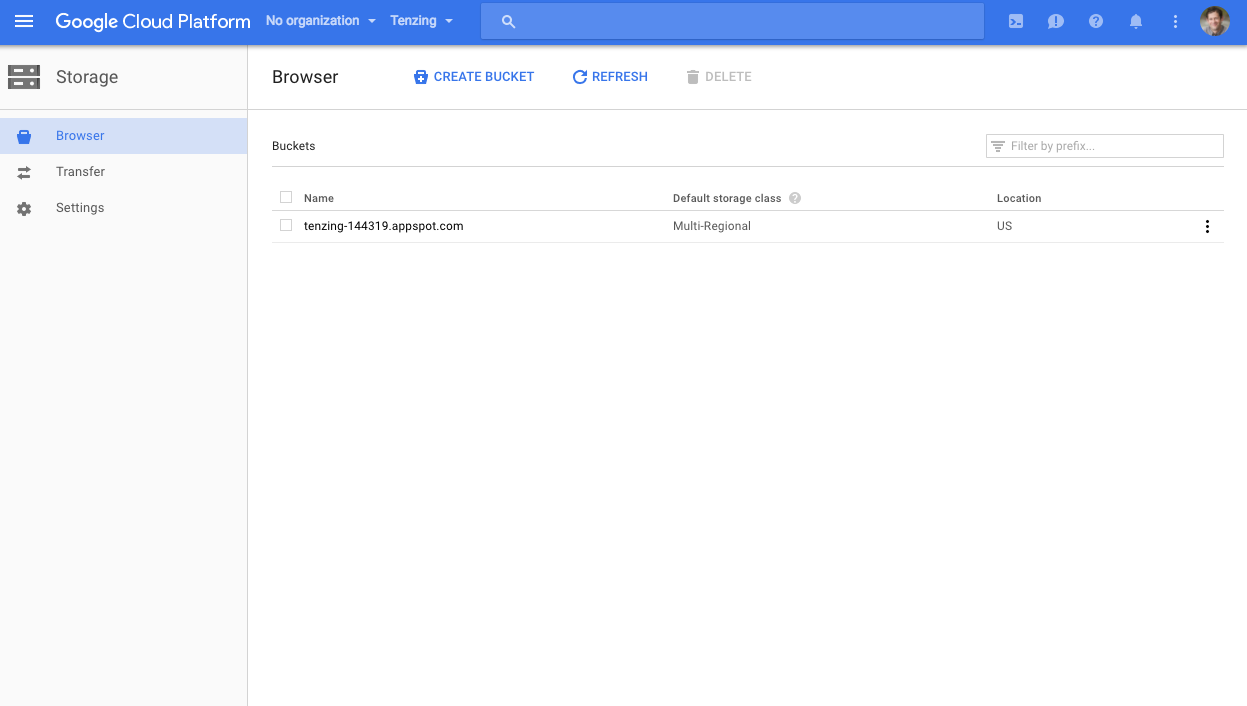 Google Cloud Platform No organization Tenzing
Storage
Browser CREATE BUCKET REFRESH DELETE
Browser
Transfer
Settings
Buckets Filter by prefix...
Name Default storage class ? Location
tenzing-144319.appspot.com Multi-Regional US